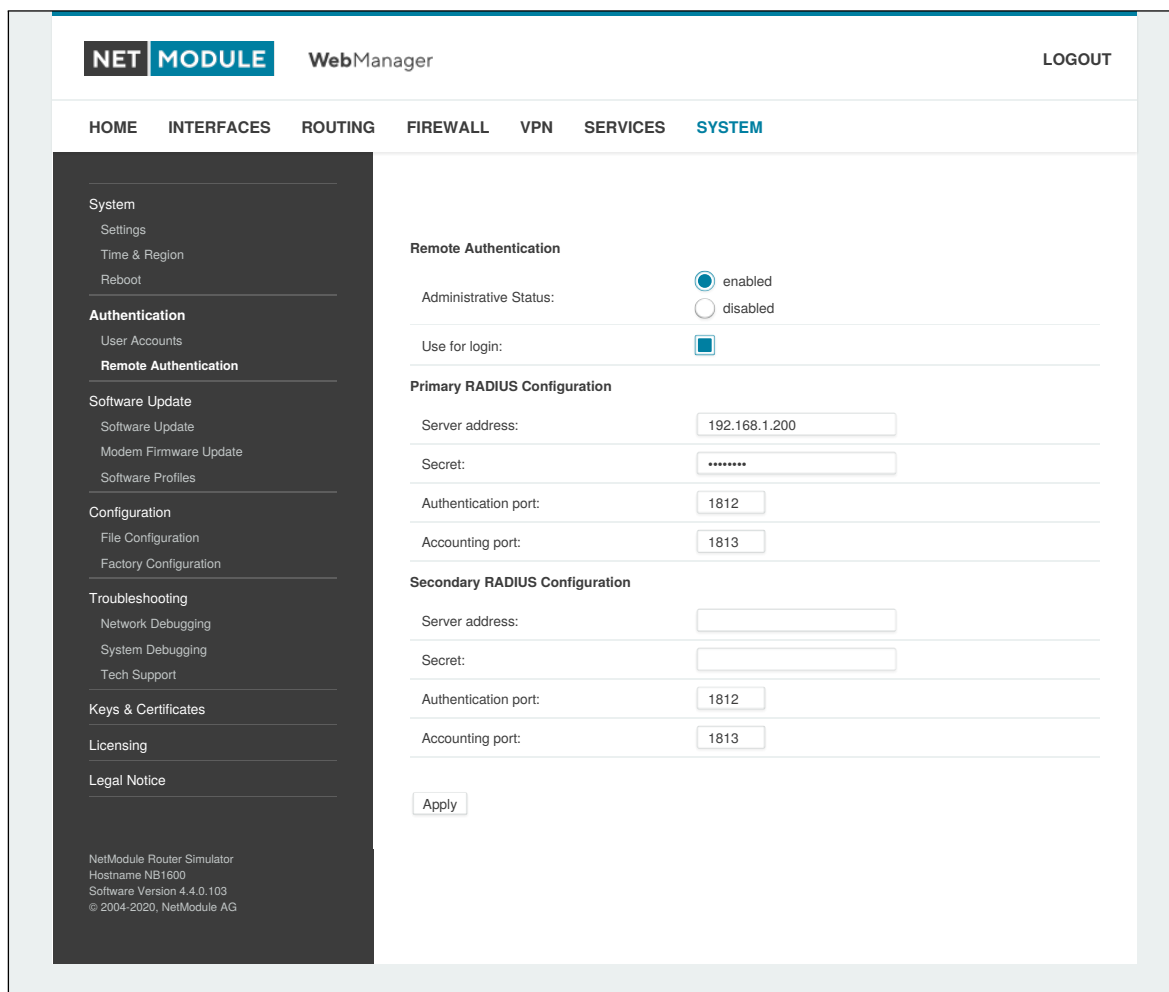 NET MODULE WebManager LOGOUT
HOME INTERFACES ROUTING FIREWALL VPN SERVICES SYSTEM
System
Settings
Time & Region
Reboot
Authentication
User Accounts
Remote Authentication
Software Update
Software Update
Modem Firmware Update
Software Profiles
Configuration
File Configuration
Factory Configuration
Troubleshooting
Network Debugging
System Debugging
Tech Support
Keys & Certificates
Licensing
Legal Notice
NetModule Router Simulator
Hostname NB1600
Software Version 4.4.0.103
© 2004-2020, NetModule AG
Remote Authentication
Administrative Status:
enabled
disabled
Use for login:
Primary RADIUS Configuration
Server address: 192.168.1.200
Secret: ••••••••
Authentication port: 1812
Accounting port: 1813
Secondary RADIUS Configuration
Server address:
Secret:
Authentication port: 1812
Accounting port: 1813
Apply